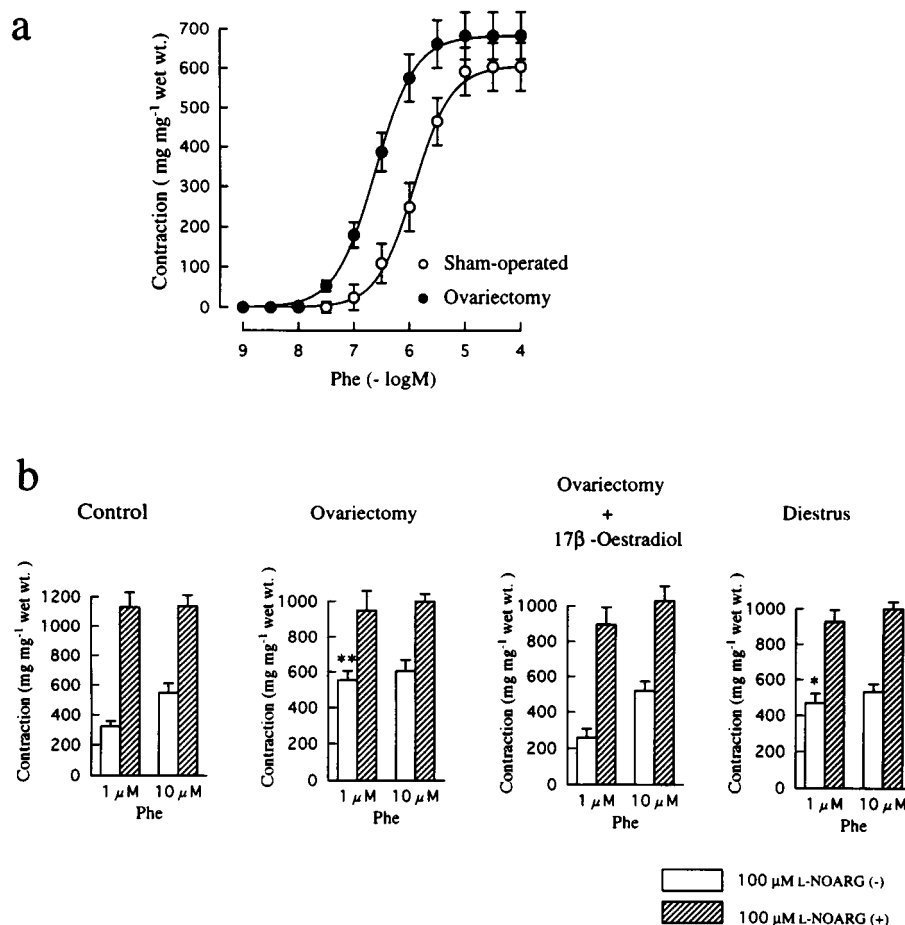 a
Contraction ( mg mg⁻¹ wet wt.)
700
600
500
400
300
200
100
0
Sham-operated
Ovariectomy
9 8 7 6 5 4
Phe (- logM)
b
Control
Ovariectomy
Ovariectomy
+
17β -Oestradiol
Diestrus
Contraction (mg mg⁻¹ wet wt. )
1200
1000
800
600
400
200
0
1 μM 10 μM
Phe
Contraction (mg mg⁻¹ wet wt. )
1000
800
600
400
200
0
**
1 μM 10 μM
Phe
Contraction (mg mg⁻¹ wet wt. )
1000
800
600
400
200
0
1 μM 10 μM
Phe
Contraction (mg mg⁻¹ wet wt. )
1000
800
600
400
200
0
*
1 μM 10 μM
Phe
100 μM L-NOARG (-)
100 μM L-NOARG (+)